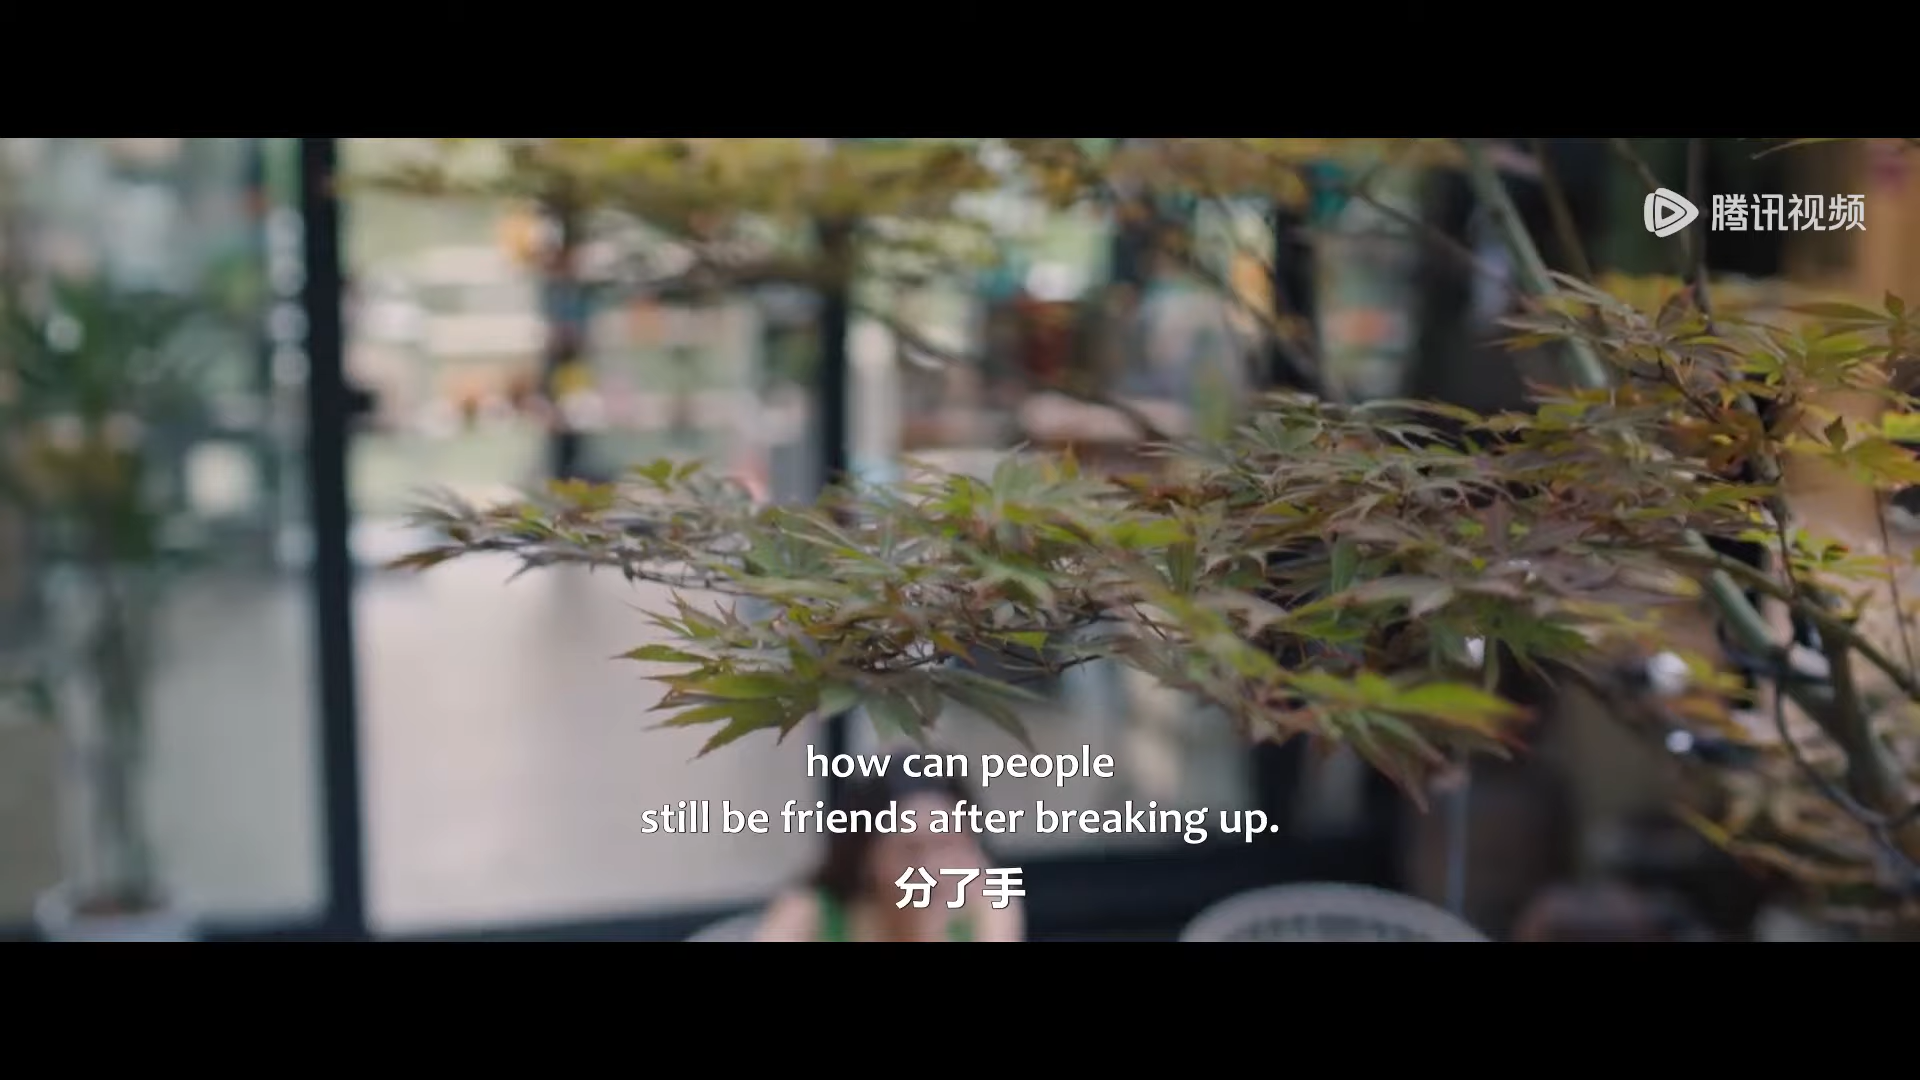 腾讯视频
how can people
still be friends after breaking up.
分了手